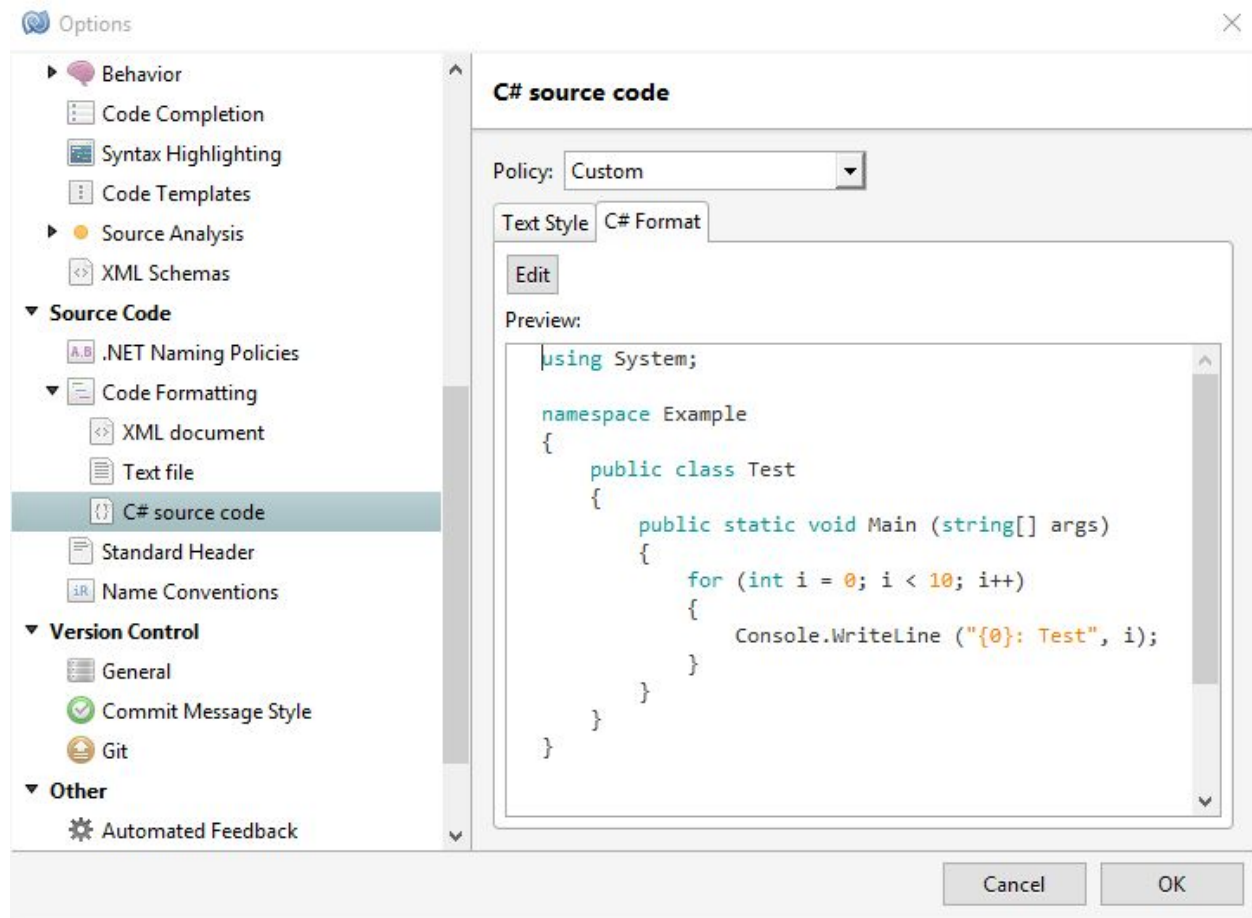 Options
Behavior
Code Completion
Syntax Highlighting
Code Templates
Source Analysis
XML Schemas
Source Code
A.B .NET Naming Policies
Code Formatting
XML document
Text file
C# source code
Standard Header
iR Name Conventions
Version Control
General
Commit Message Style
Git
Other
Automated Feedback
C# source code
Policy: Custom
Text Style C# Format
Edit
Preview:
using System;
namespace Example
{
    public class Test
    {
        public static void Main (string[] args)
        {
            for (int i = 0; i < 10; i++)
            {
                Console.WriteLine ("{0}: Test", i);
            }
        }
    }
}
Cancel OK